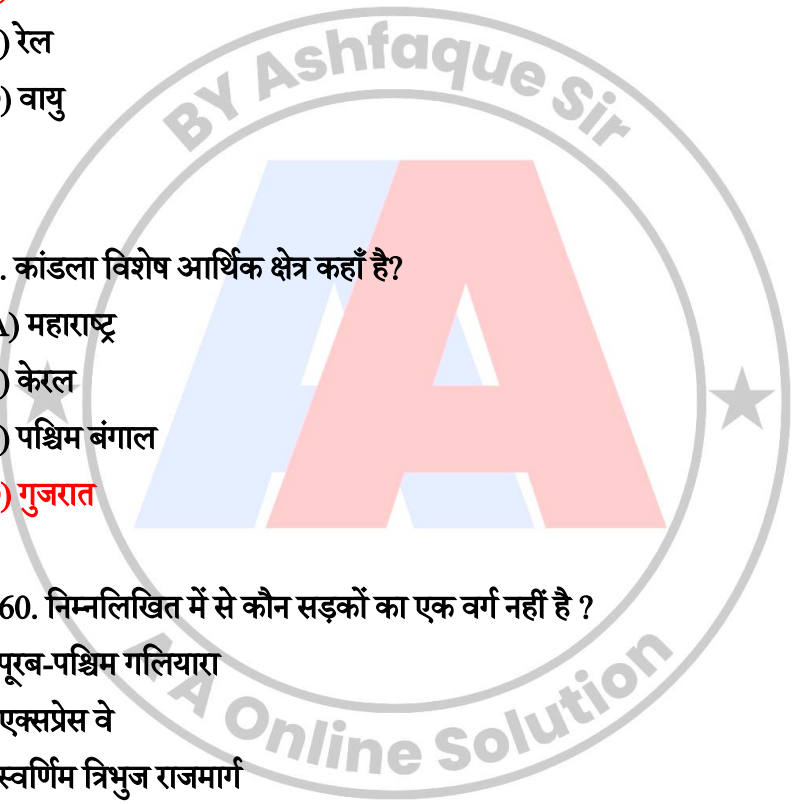 ) रेल
) वायु
BY Ashfaque Sir
. कांडला विशेष आर्थिक क्षेत्र कहाँ है?
A) महाराष्ट्र
) केरल
) पश्चिम बंगाल
) गुजरात
60. निम्नलिखित में से कौन सड़कों का एक वर्ग नहीं है ?
पूरब-पश्चिम गलियारा
एक्सप्रेस वे
स्वर्णिम त्रिभुज राजमार्ग
A A Online Solution